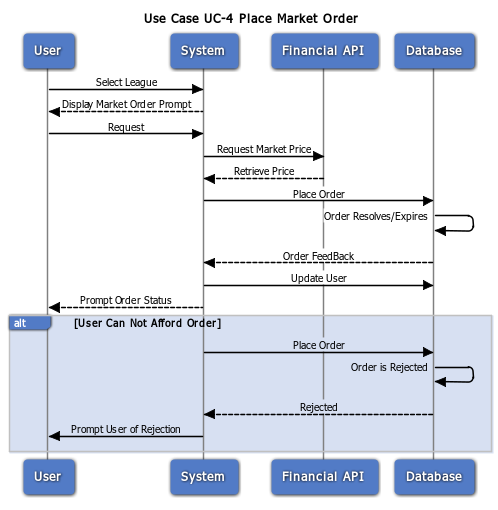 Use Case UC-4 Place Market Order
User System Financial API Database
Select League
Display Market Order Prompt
Request
Request Market Price
Retrieve Price
Place Order
Order Resolves/Expires
Order FeedBack
Update User
Prompt Order Status
alt [User Can Not Afford Order]
Place Order
Order is Rejected
Rejected
Prompt User of Rejection
User System Financial API Database